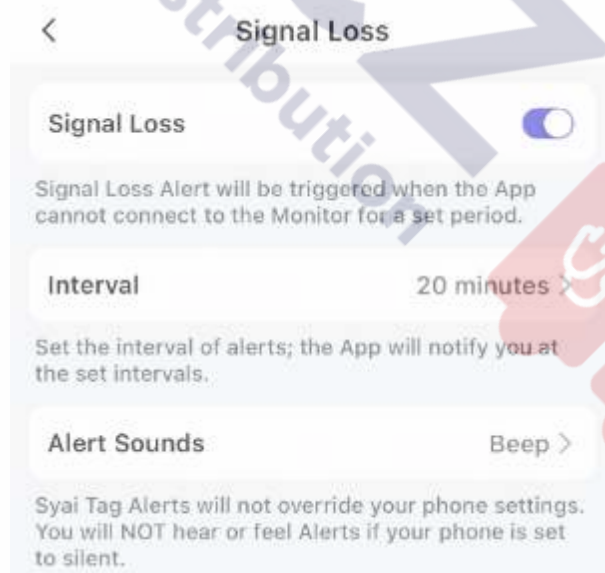 Signal Loss
Signal Loss
Signal Loss Alert will be triggered when the App
cannot connect to the Monitor for a set period.
Interval 20 minutes
Set the interval of alerts; the App will notify you at
the set intervals.
Alert Sounds Beep
Syai Tag Alerts will not override your phone settings.
You will NOT hear or feel Alerts if your phone is set
to silent.